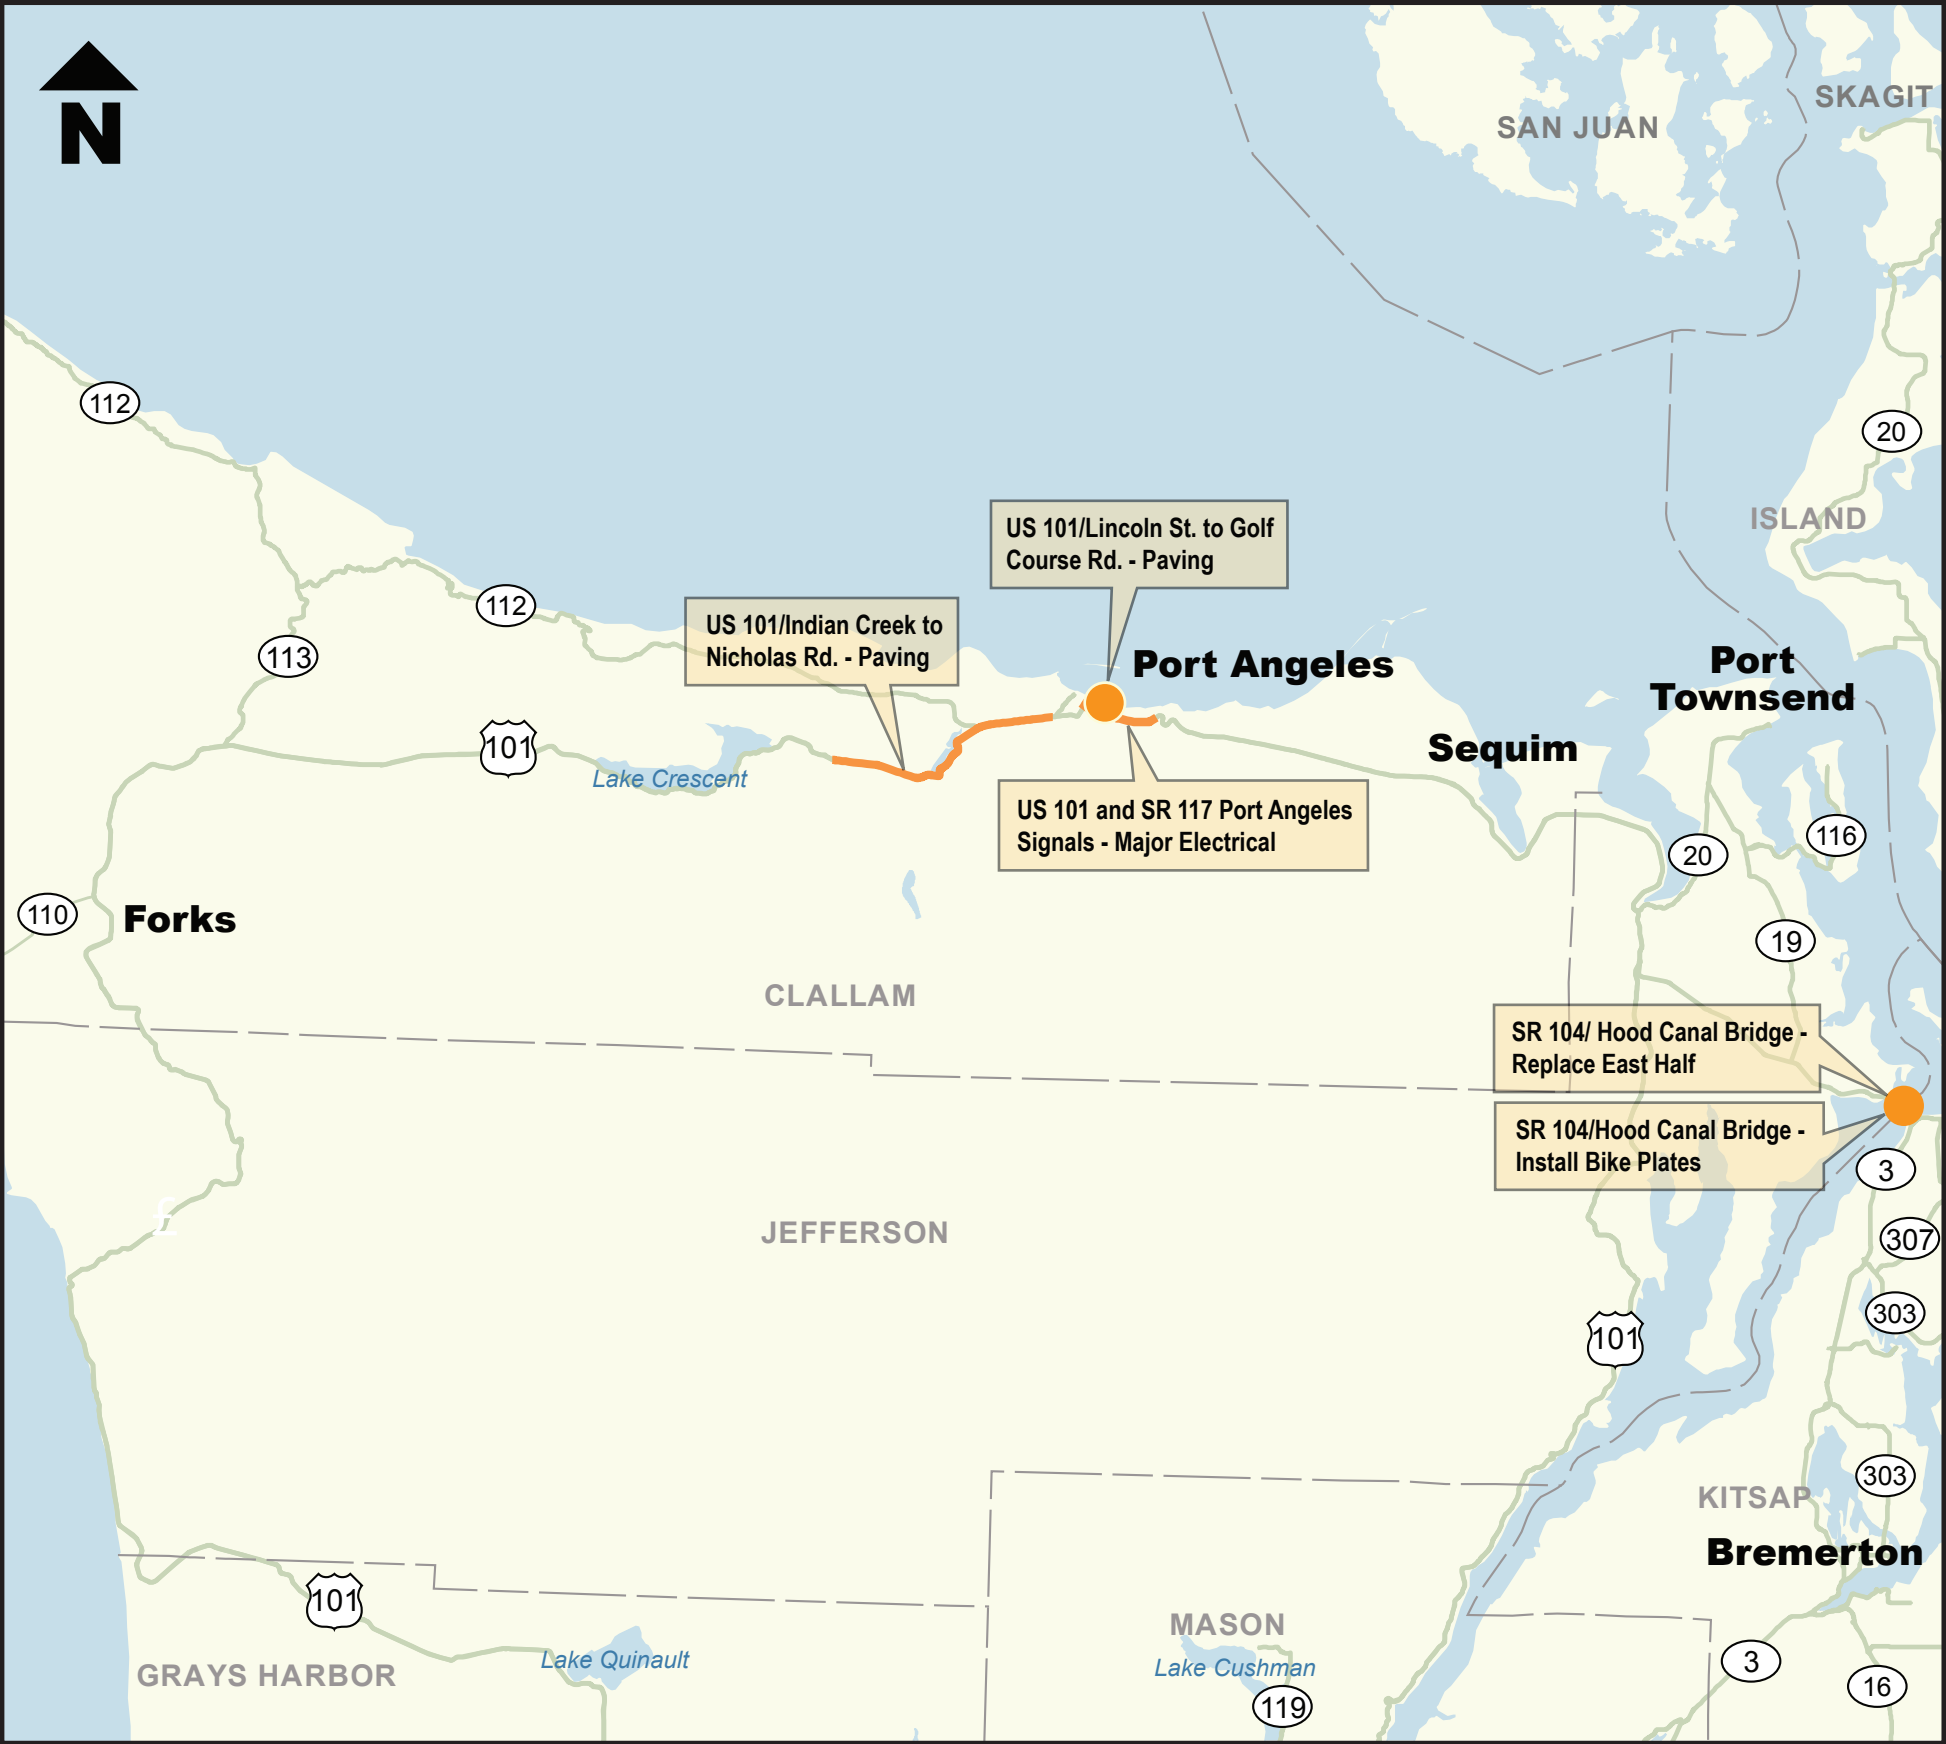 N
SKAGIT
SAN JUAN
112
20
ISLAND
US 101/Lincoln St. to Golf
Course Rd. - Paving
112
US 101/Indian Creek to
Nicholas Rd. - Paving
113
Port Angeles
Port
Townsend
101
Lake Crescent
Sequim
US 101 and SR 117 Port Angeles
Signals - Major Electrical
116
20
110
Forks
19
CLALLAM
SR 104/ Hood Canal Bridge -
Replace East Half
SR 104/Hood Canal Bridge -
Install Bike Plates
3
£
JEFFERSON
307
303
101
303
KITSAP
Bremerton
101
MASON
Lake Quinault
Lake Cushman
GRAYS HARBOR
3
16
119